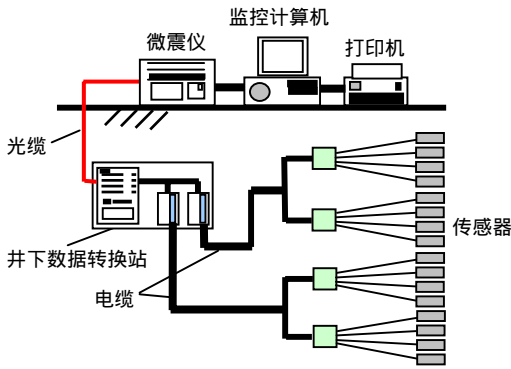 监控计算机
微震仪
打印机
光缆
传感器
井下数据转换站
电缆